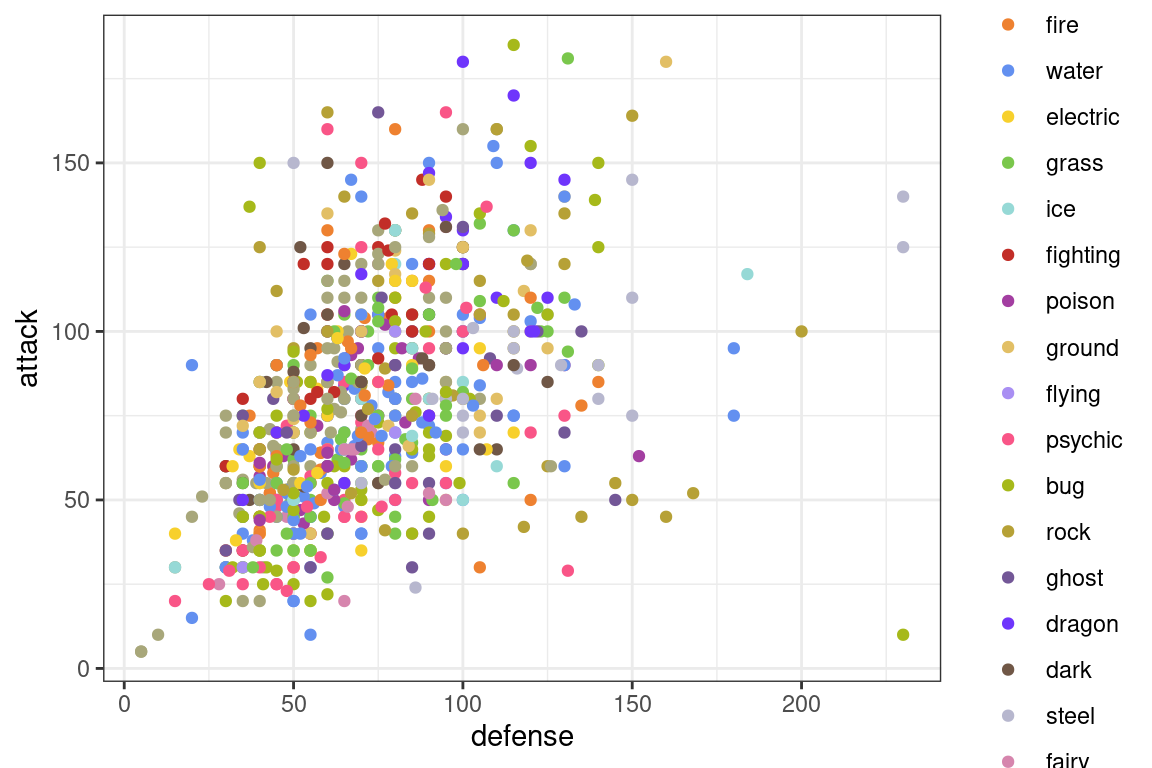 attack
150
100
50
0
0 50 100 150 200
defense
fire
water
electric
grass
ice
fighting
poison
ground
flying
psychic
bug
rock
ghost
dragon
dark
steel
fairy